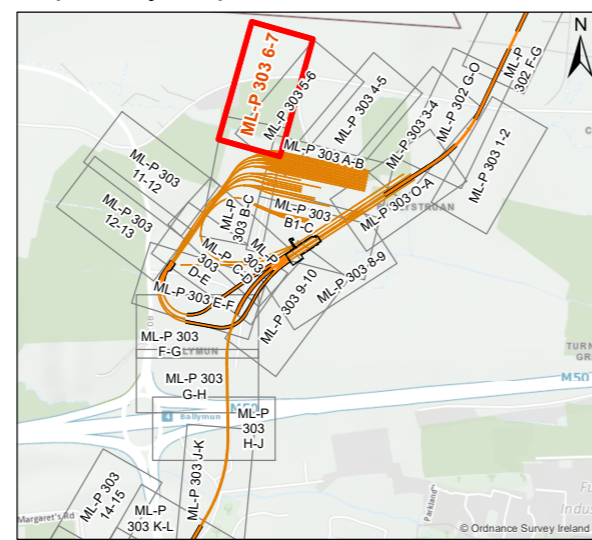 N
ML-P 303 6-7
ML-P 303 5-6
ML-P 303 4-5
ML-P 303 3-4
ML-P 302 G-O
ML-P
302 F-G
ML-P 303 1-2
ML-P 303 A-B
ML-P 303 O-A
ML-P 303
11-12
ML-P 303
12-13
ML-P
303 B-C
ML-P 303
B1-C
ML-P
303
C-D
ML-P
303
D-E
ML-P 303 8-9
ML-P 303 9-10
ML-P 303 E-F
ML-P 303
F-G
ML-P 303
G-H
M50
M50
4 Ballymun
ML-P
303
H-J
ML-P 303 J-K
ML-P 303
14-15
ML-P
303 K-L
Margaret's Rd
Parkland
© Ordnance Survey Ireland